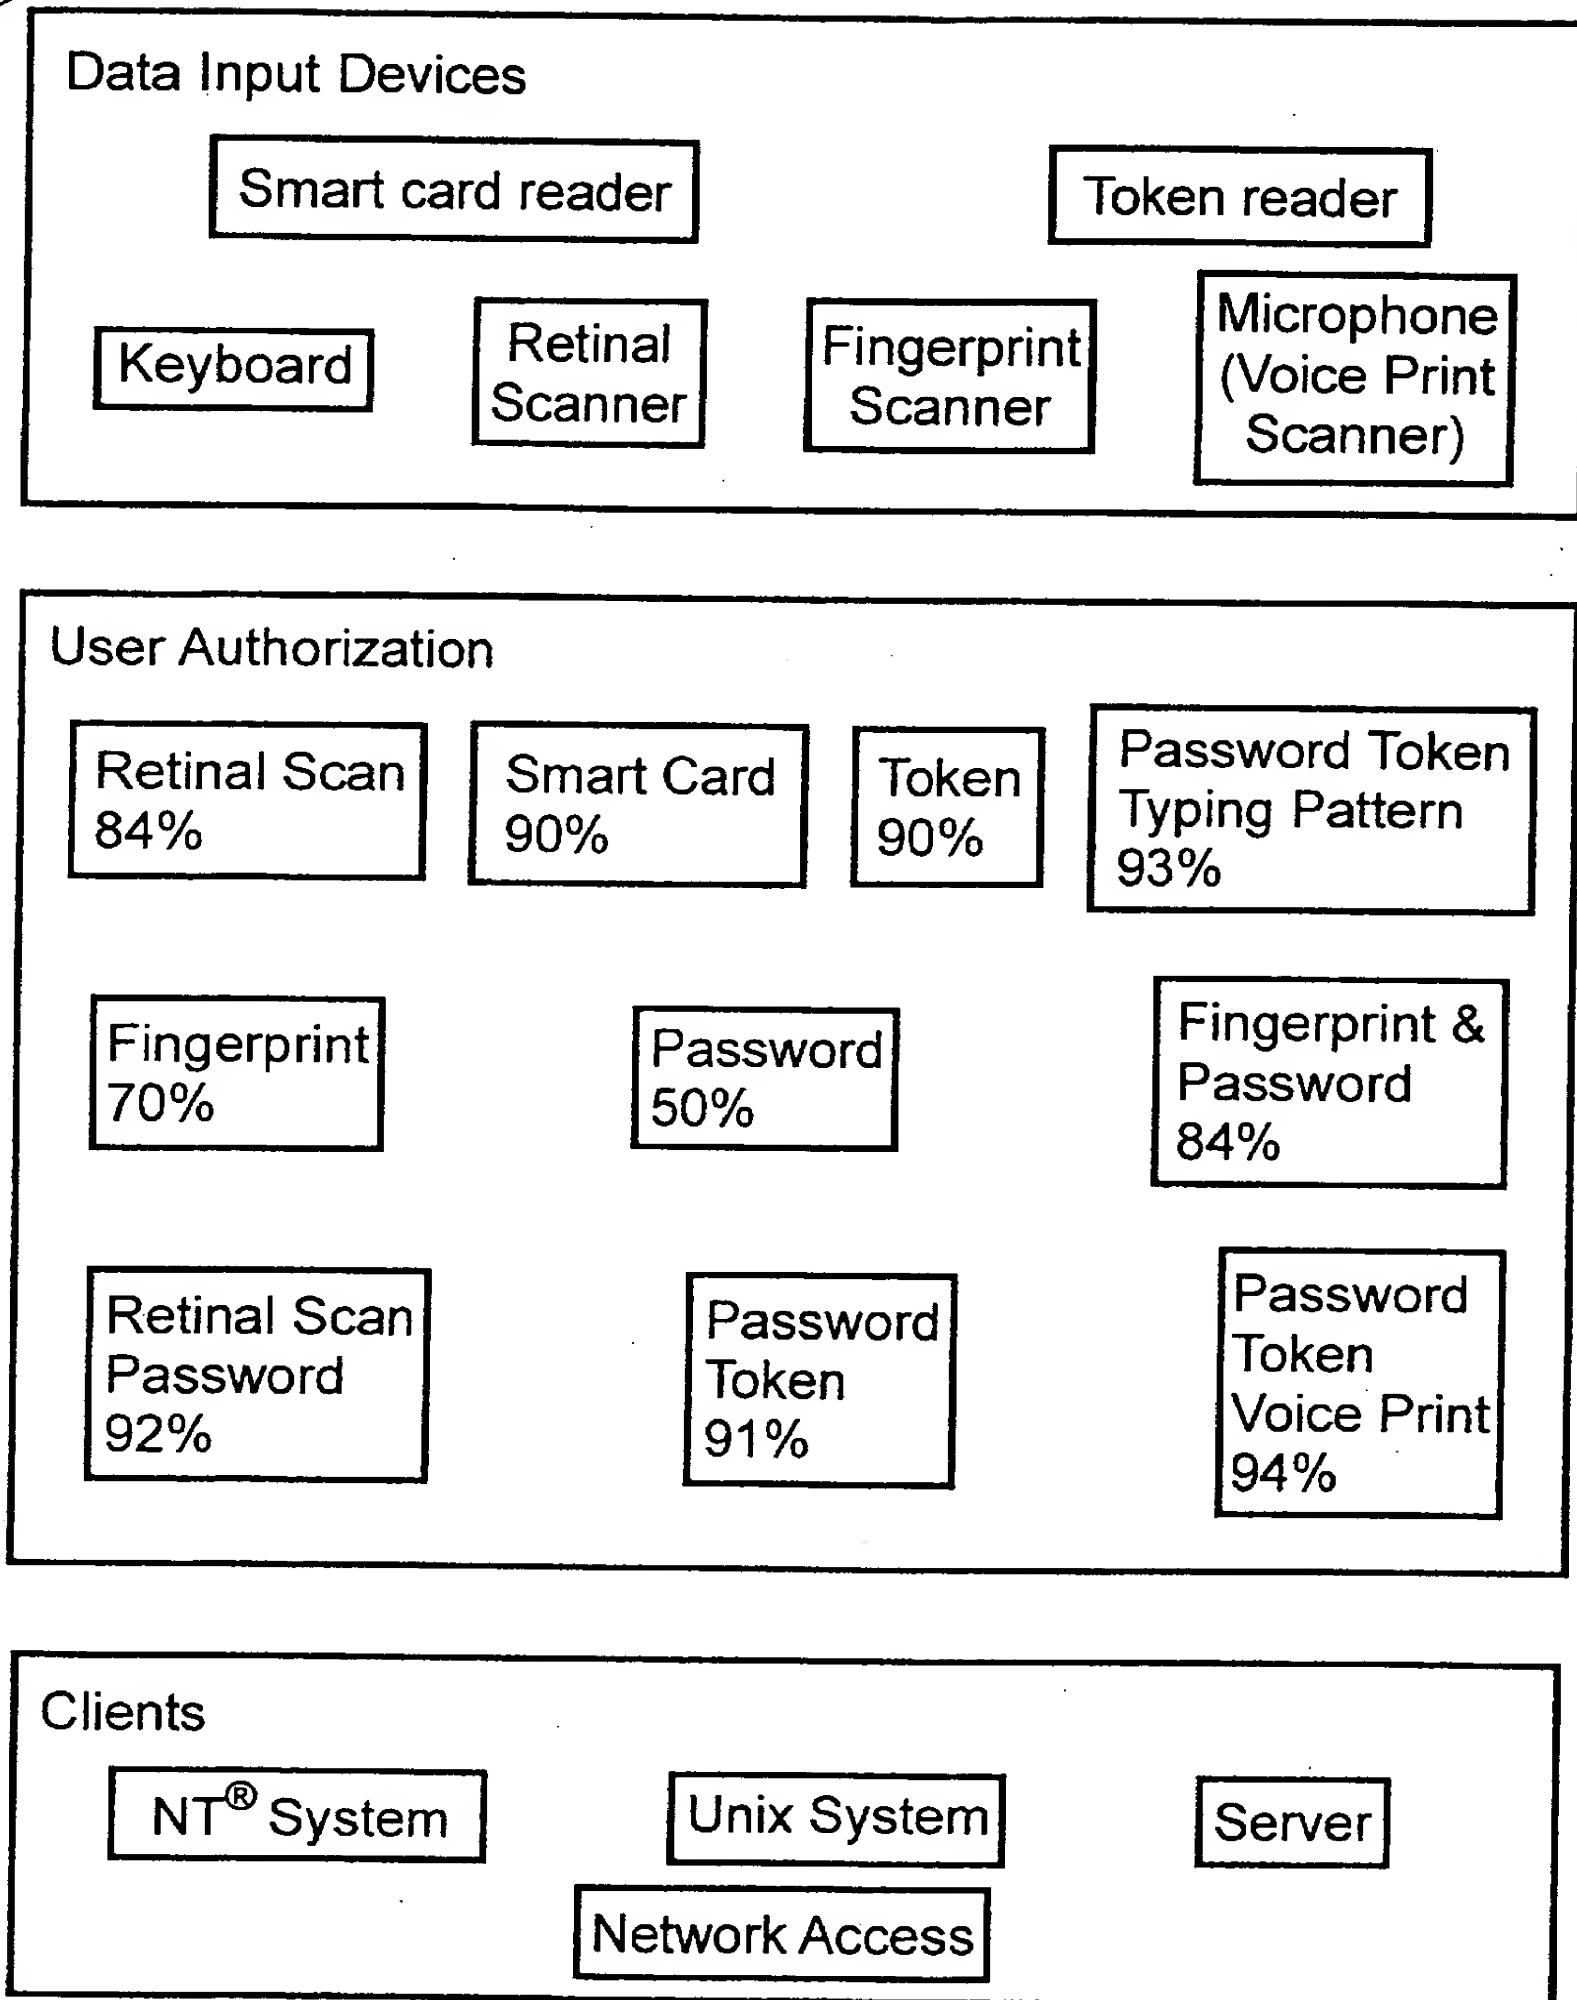 Data Input Devices
Smart card reader
Token reader
Keyboard
Retinal
Scanner
Fingerprint
Scanner
Microphone
(Voice Print
Scanner)
User Authorization
Retinal Scan
84%
Smart Card
90%
Token
90%
Password Token
Typing Pattern
93%
Fingerprint
70%
Password
50%
Fingerprint &
Password
84%
Retinal Scan
Password
92%
Password
Token
91%
Password
Token
Voice Print
94%
Clients
NT® System
Unix System
Server
Network Access